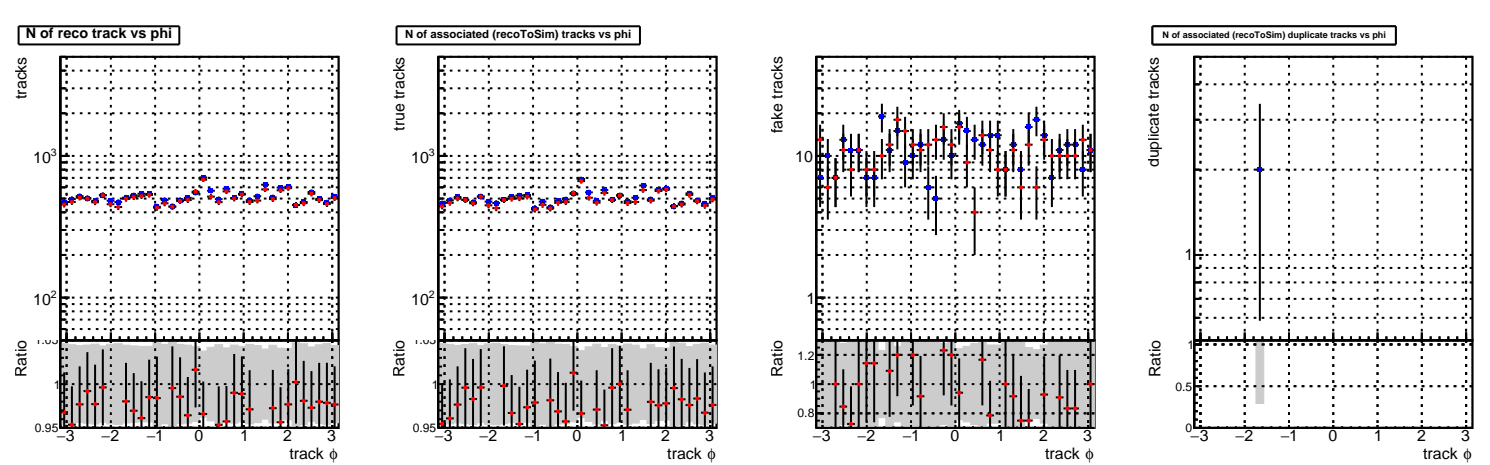 N of reco track vs phi
tracks
10³
10²
Ratio
1.05
1
0.95
−3 −2 −1 0 1 2 3
track ϕ
N of associated (recoToSim) tracks vs phi
true tracks
10³
10²
Ratio
1.05
1
0.95
−3 −2 −1 0 1 2 3
track ϕ
fake tracks
10
1
Ratio
1.2
1
0.8
−3 −2 −1 0 1 2 3
track ϕ
N of associated (recoToSim) duplicate tracks vs phi
duplicate tracks
1
Ratio
1
0.5
0
−3 −2 −1 0 1 2 3
track ϕ